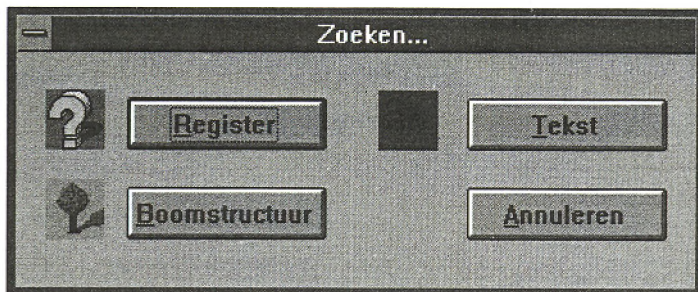 Zoeken...
Register
Tekst
Boomstructuur
Annuleren